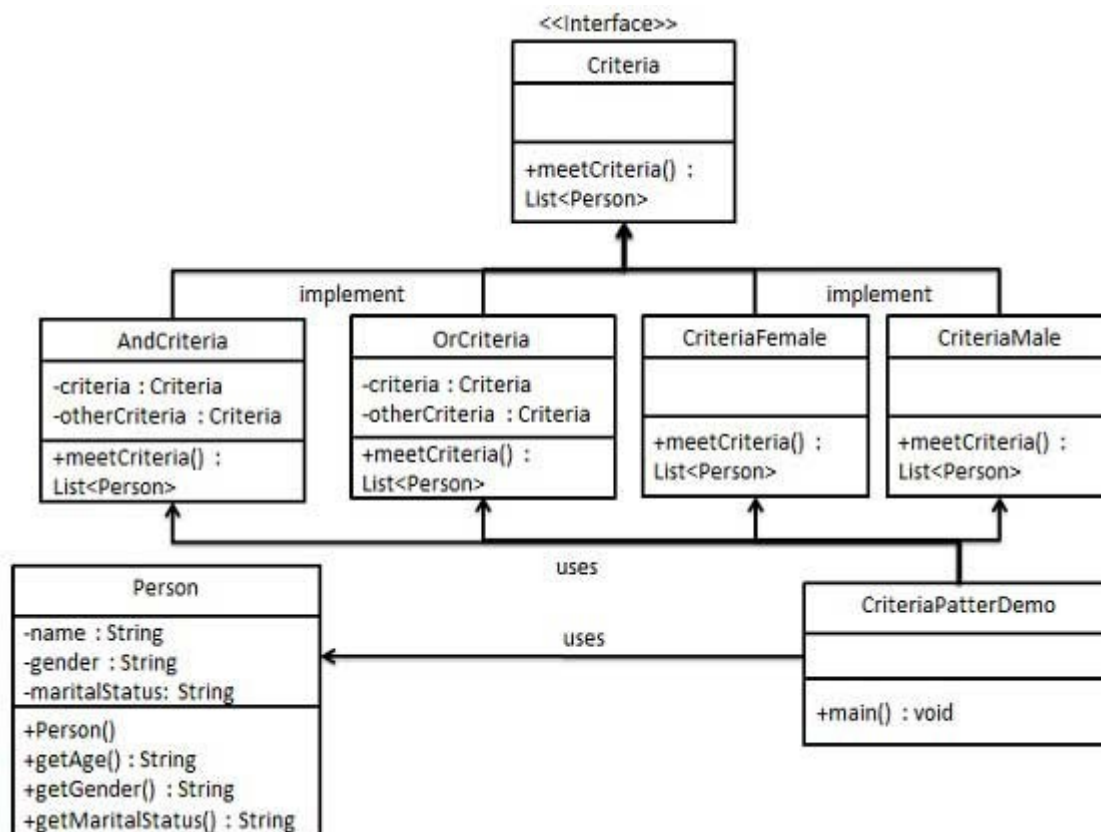 <<Interface>>
Criteria
+meetCriteria() :
List<Person>
implement
implement
AndCriteria
-criteria : Criteria
-otherCriteria : Criteria
+meetCriteria() :
List<Person>
OrCriteria
-criteria : Criteria
-otherCriteria : Criteria
+meetCriteria() :
List<Person>
CriteriaFemale
+meetCriteria() :
List<Person>
CriteriaMale
+meetCriteria() :
List<Person>
uses
Person
-name : String
-gender : String
-maritalStatus: String
+Person()
+getAge() : String
+getGender() : String
+getMaritalStatus() : String
uses
CriteriaPatterDemo
+main() : void